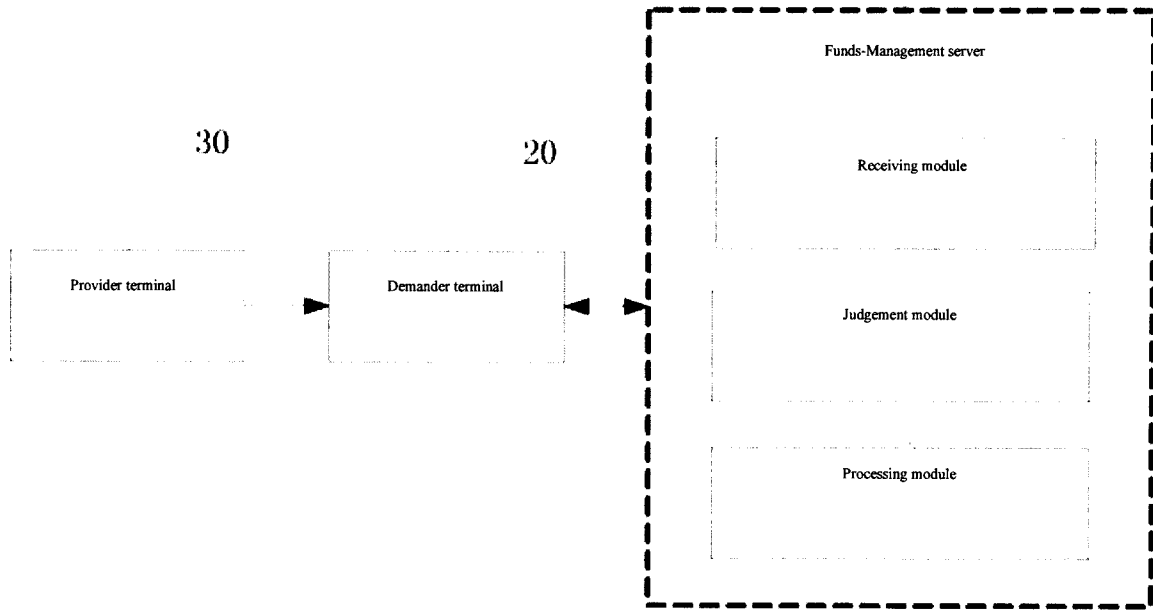 Funds-Management server
30
20
Receiving module
Provider terminal
Demander terminal
Judgement module
Processing module